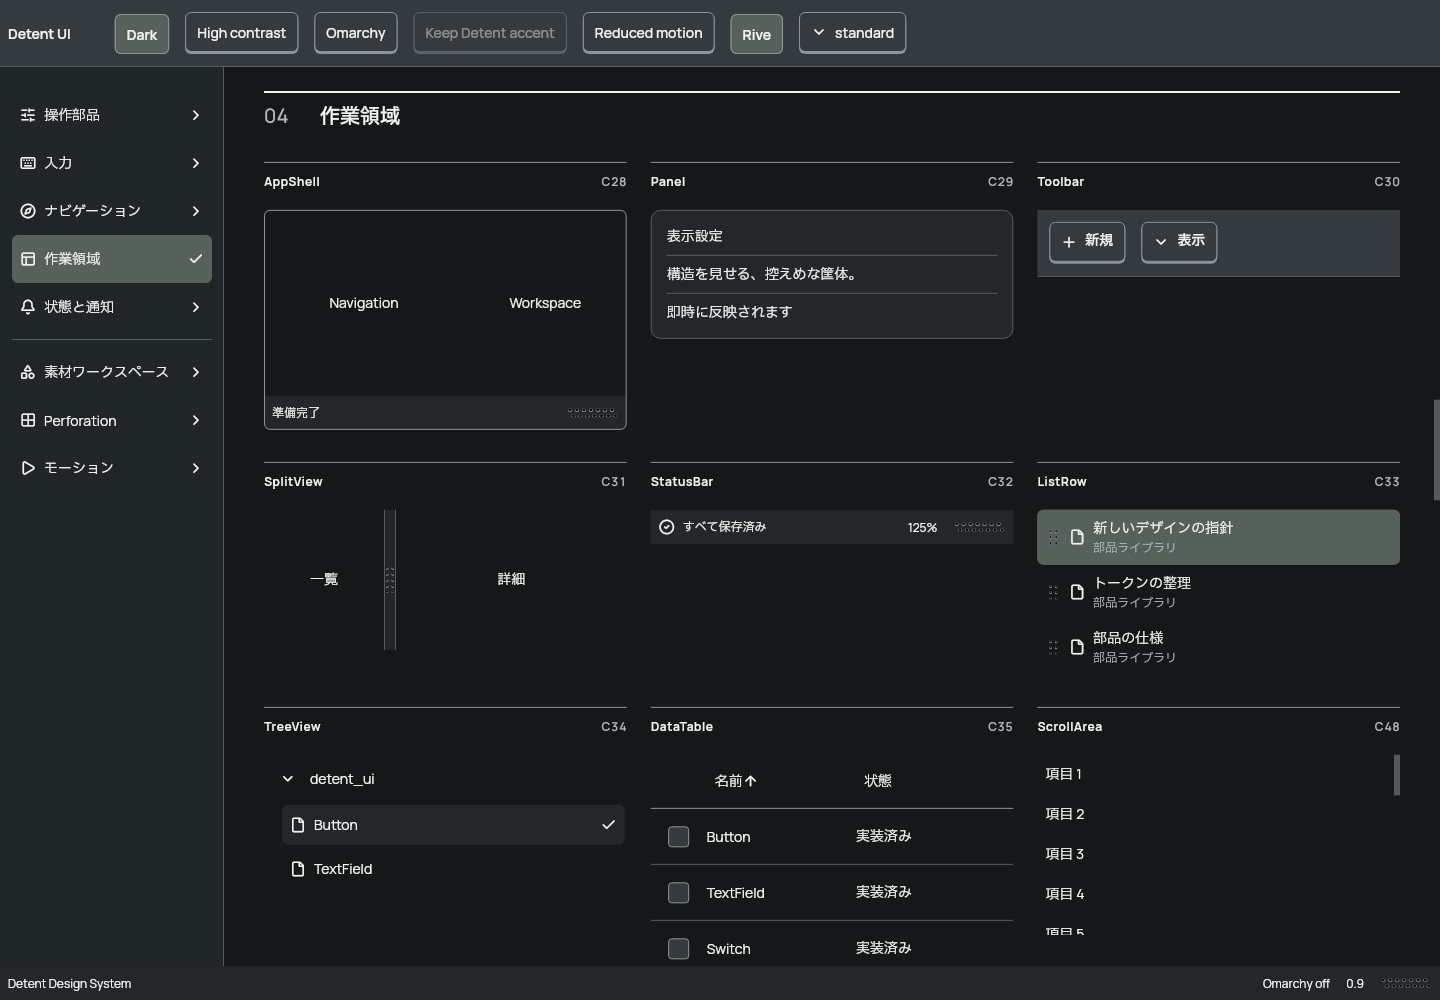 Detent UI
Dark
High contrast
Omarchy
Keep Detent accent
Reduced motion
Rive
standard
操作部品
入力
ナビゲーション
作業領域
状態と通知
素材ワークスペース
Perforation
モーション
04 作業領域
AppShell C28
Navigation Workspace
準備完了
Panel C29
表示設定
構造を見せる、控えめな筐体。
即時に反映されます
Toolbar C30
新規 表示
SplitView C31
一覧 詳細
StatusBar C32
すべて保存済み 125%
ListRow C33
新しいデザインの指針
部品ライブラリ
トークンの整理
部品ライブラリ
部品の仕様
部品ライブラリ
TreeView C34
detent_ui
Button
TextField
DataTable C35
名前 状態
Button 実装済み
TextField 実装済み
Switch 実装済み
ScrollArea C48
項目 1
項目 2
項目 3
項目 4
項目 5
Detent Design System
Omarchy off 0.9